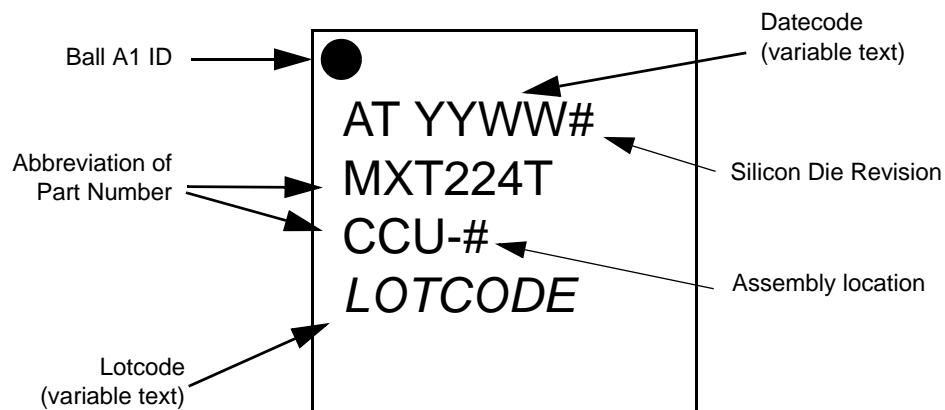 Datecode
(variable text)
Ball A1 ID
AT YYWW#
Abbreviation of
Part Number
MXT224T
Silicon Die Revision
CCU-#
Assembly location
LOTCODE
Lotcode
(variable text)